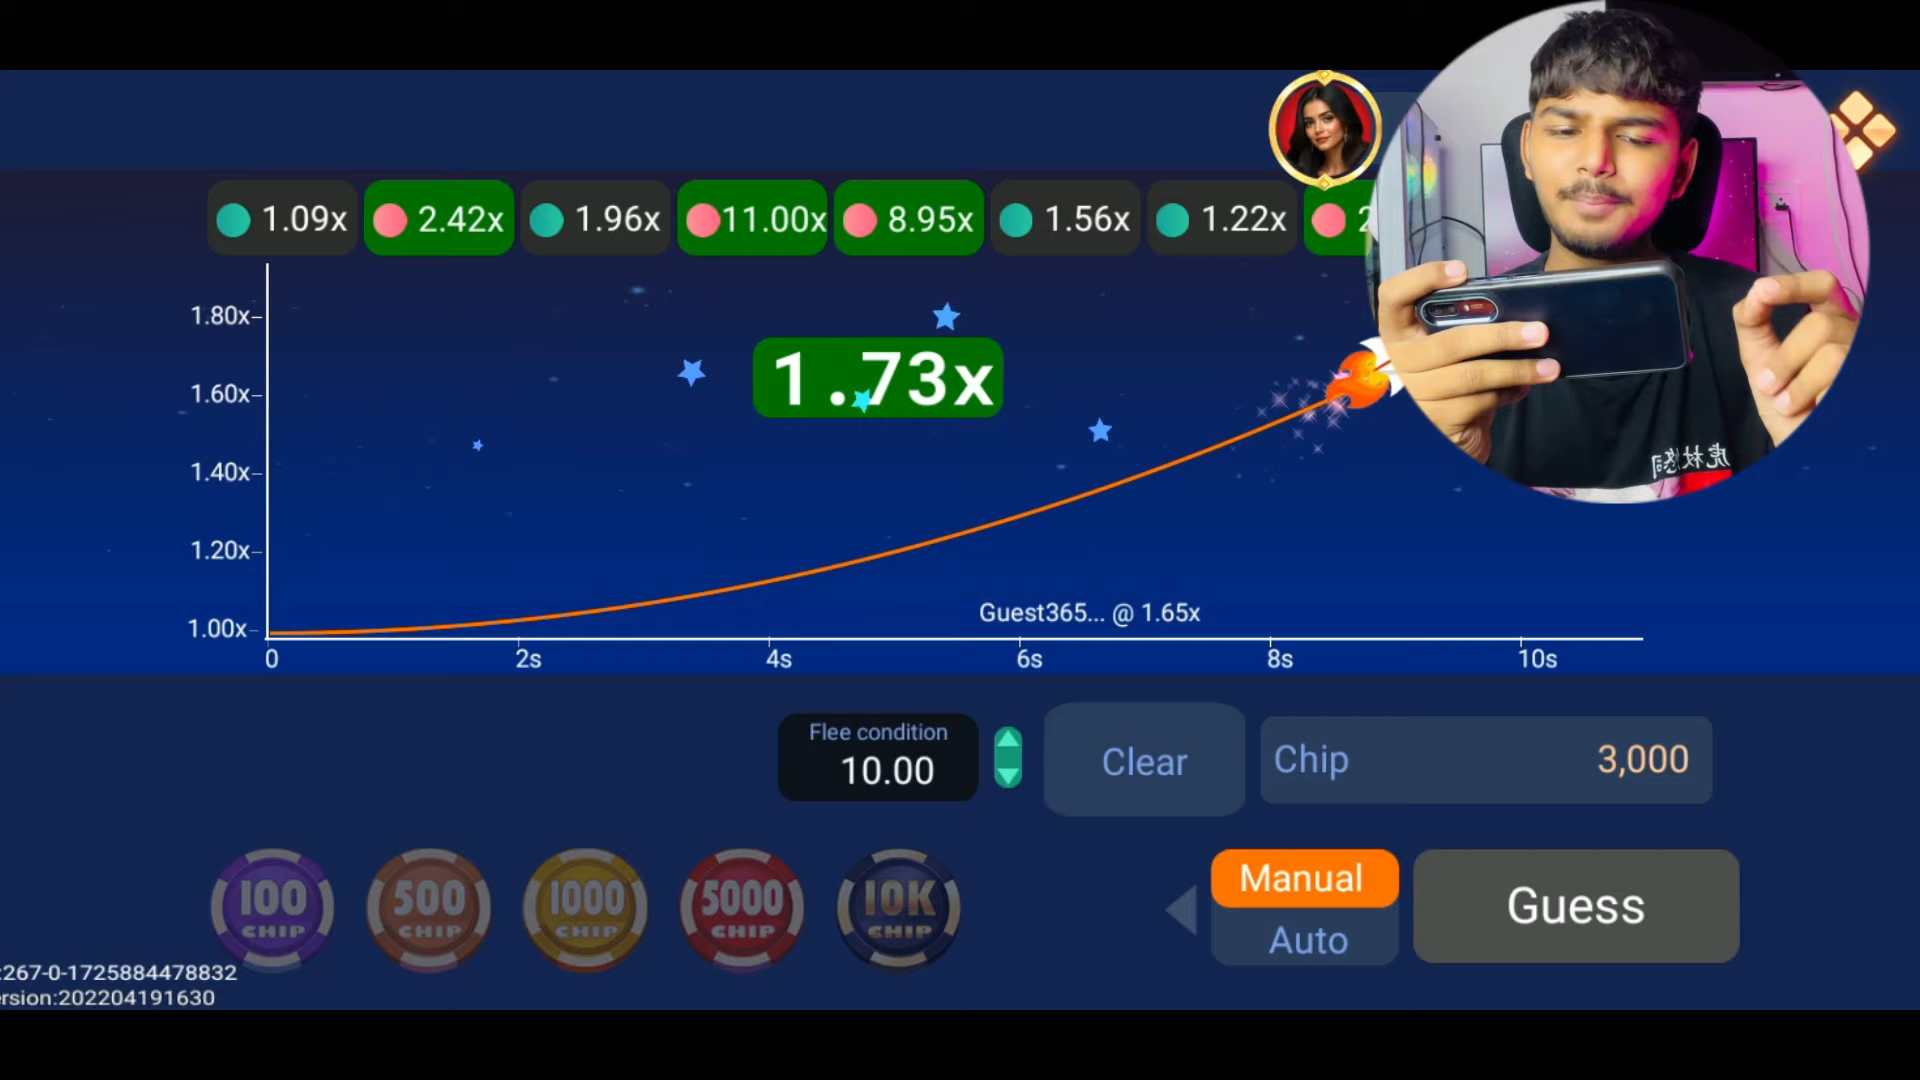 1.09x 2.42x 1.96x 11.00x 8.95x 1.56x 1.22x 2
1.80x
1.73x
1.60x
1.40x
1.20x
Guest365... @ 1.65x
1.00x
0 2s 4s 6s 8s 10s
Flee condition
10.00
Clear
Chip 3,000
100 CHIP
500 CHIP
1000 CHIP
5000 CHIP
10K CHIP
Manual
Auto
Guess
:267-0-1725884478832
ersion:202204191630